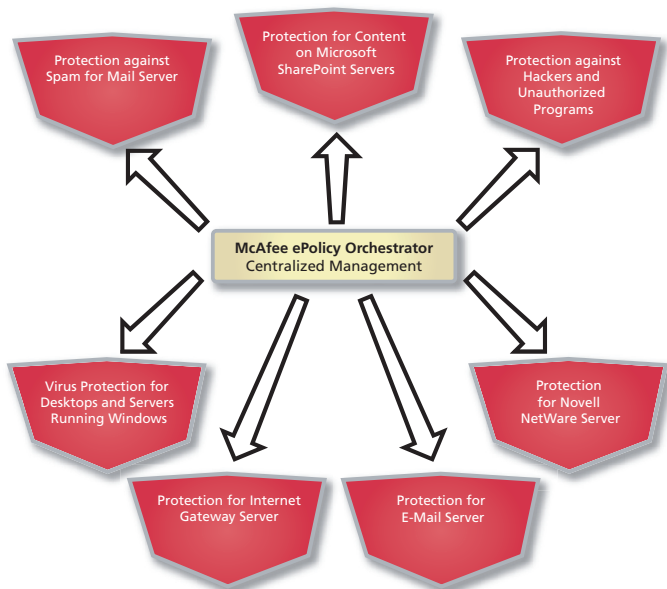 Protection against
Spam for Mail Server
Protection for Content
on Microsoft
SharePoint Servers
Protection against
Hackers and
Unauthorized
Programs
McAfee ePolicy Orchestrator
Centralized Management
Virus Protection for
Desktops and Servers
Running Windows
Protection
for Novell
NetWare Server
Protection for Internet
Gateway Server
Protection for
E-Mail Server